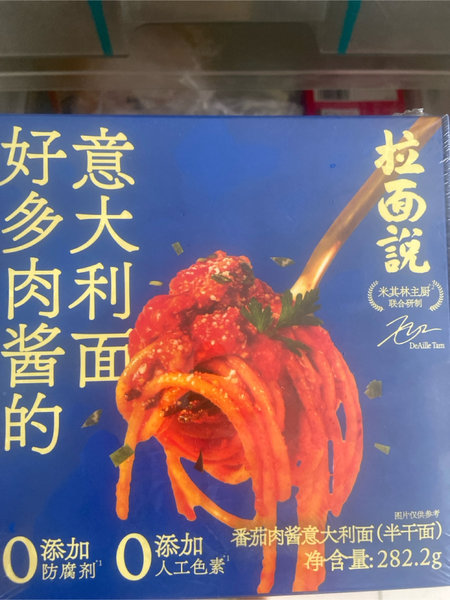 好多肉酱的
意大利面
拉面說
米其林主厨
联合研制
DeAille Tam
图片仅供参考
番茄肉酱意大利面(半干面)
净含量:282.2g
0添加
防腐剂*1
0添加
人工色素*1